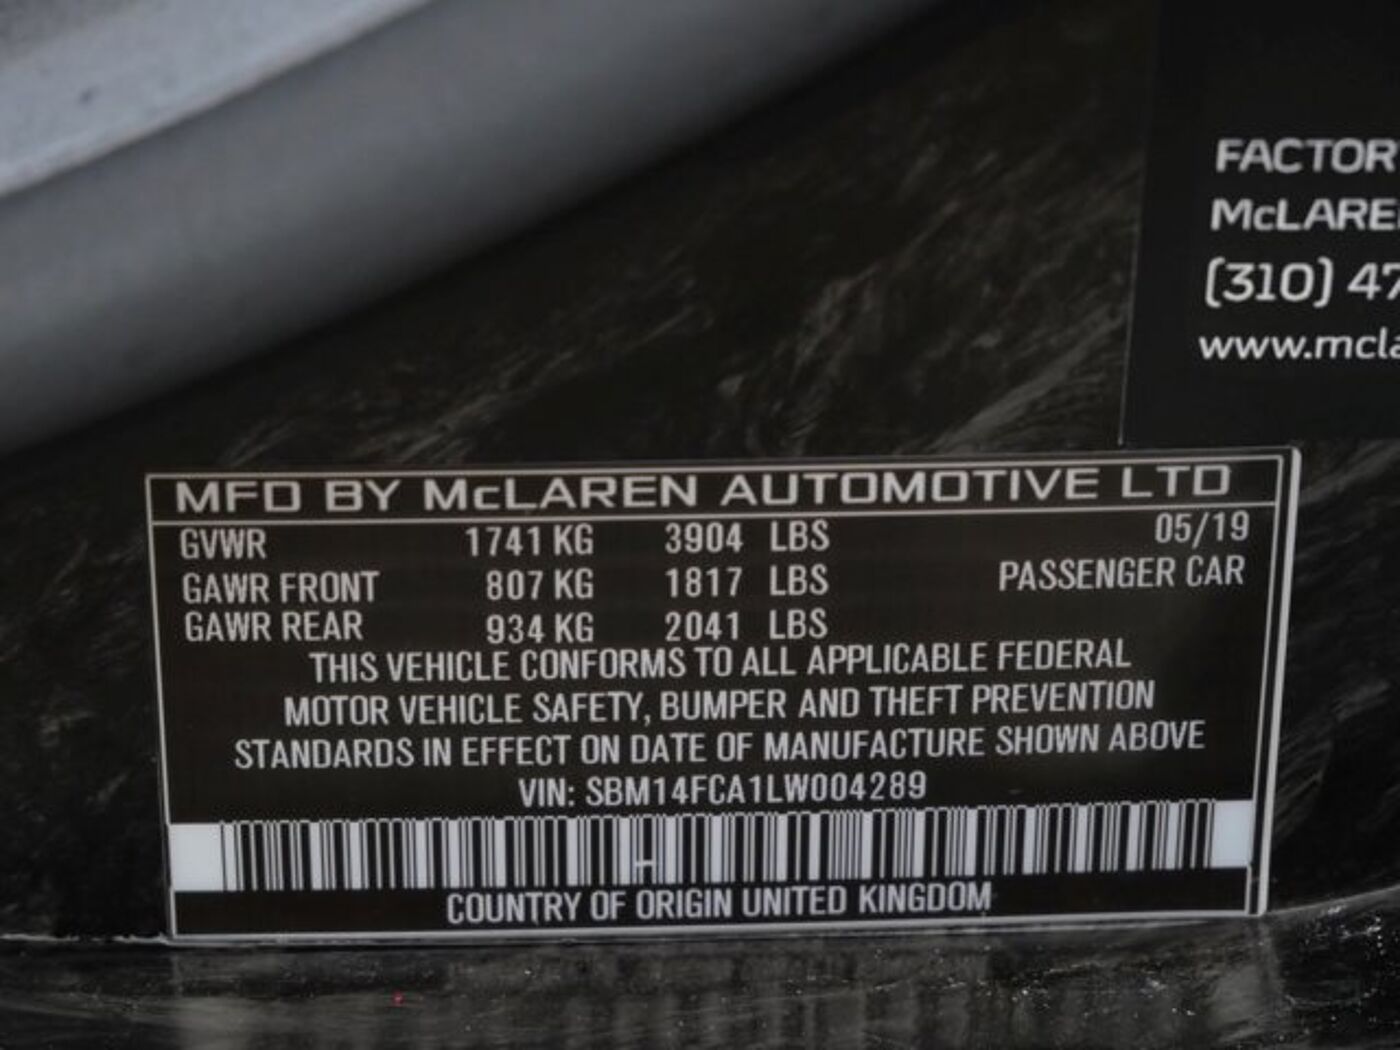 FACTOR
McLARE
(310) 47
www.mcla
MFD BY McLAREN AUTOMOTIVE LTD
GVWR 1741 KG 3904 LBS 05/19
GAWR FRONT 807 KG 1817 LBS PASSENGER CAR
GAWR REAR 934 KG 2041 LBS
THIS VEHICLE CONFORMS TO ALL APPLICABLE FEDERAL
MOTOR VEHICLE SAFETY, BUMPER AND THEFT PREVENTION
STANDARDS IN EFFECT ON DATE OF MANUFACTURE SHOWN ABOVE
VIN: SBM14FCA1LW004289
COUNTRY OF ORIGIN UNITED KINGDOM